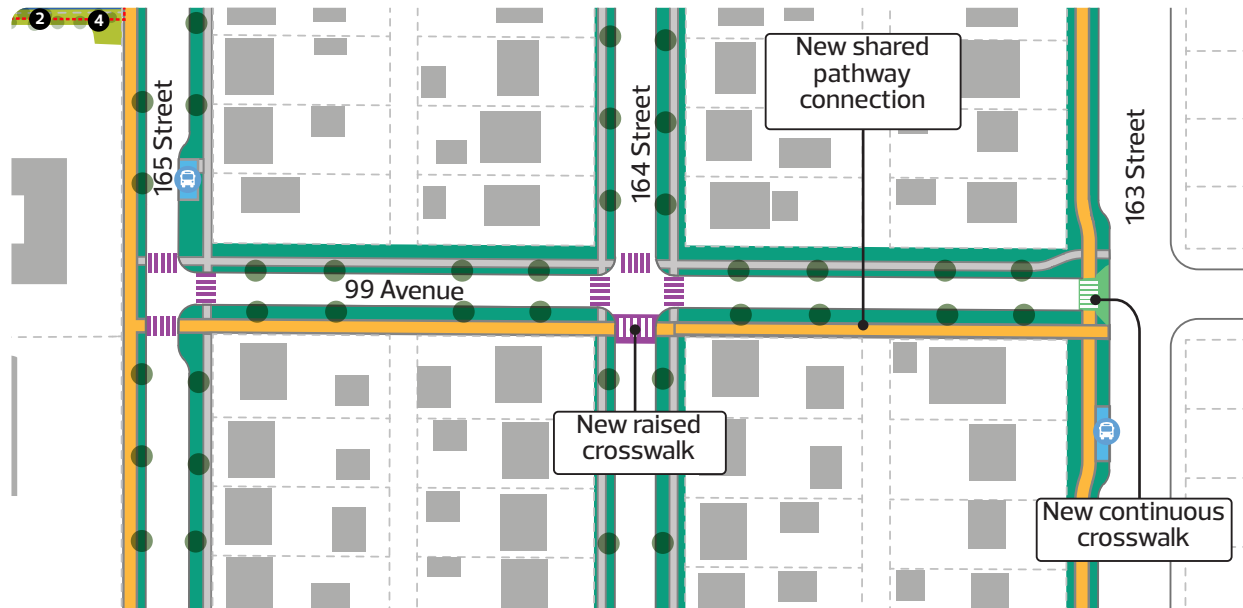 2
4
New shared
pathway
connection
165 Street
164 Street
163 Street
99 Avenue
New raised
crosswalk
New continuous
crosswalk